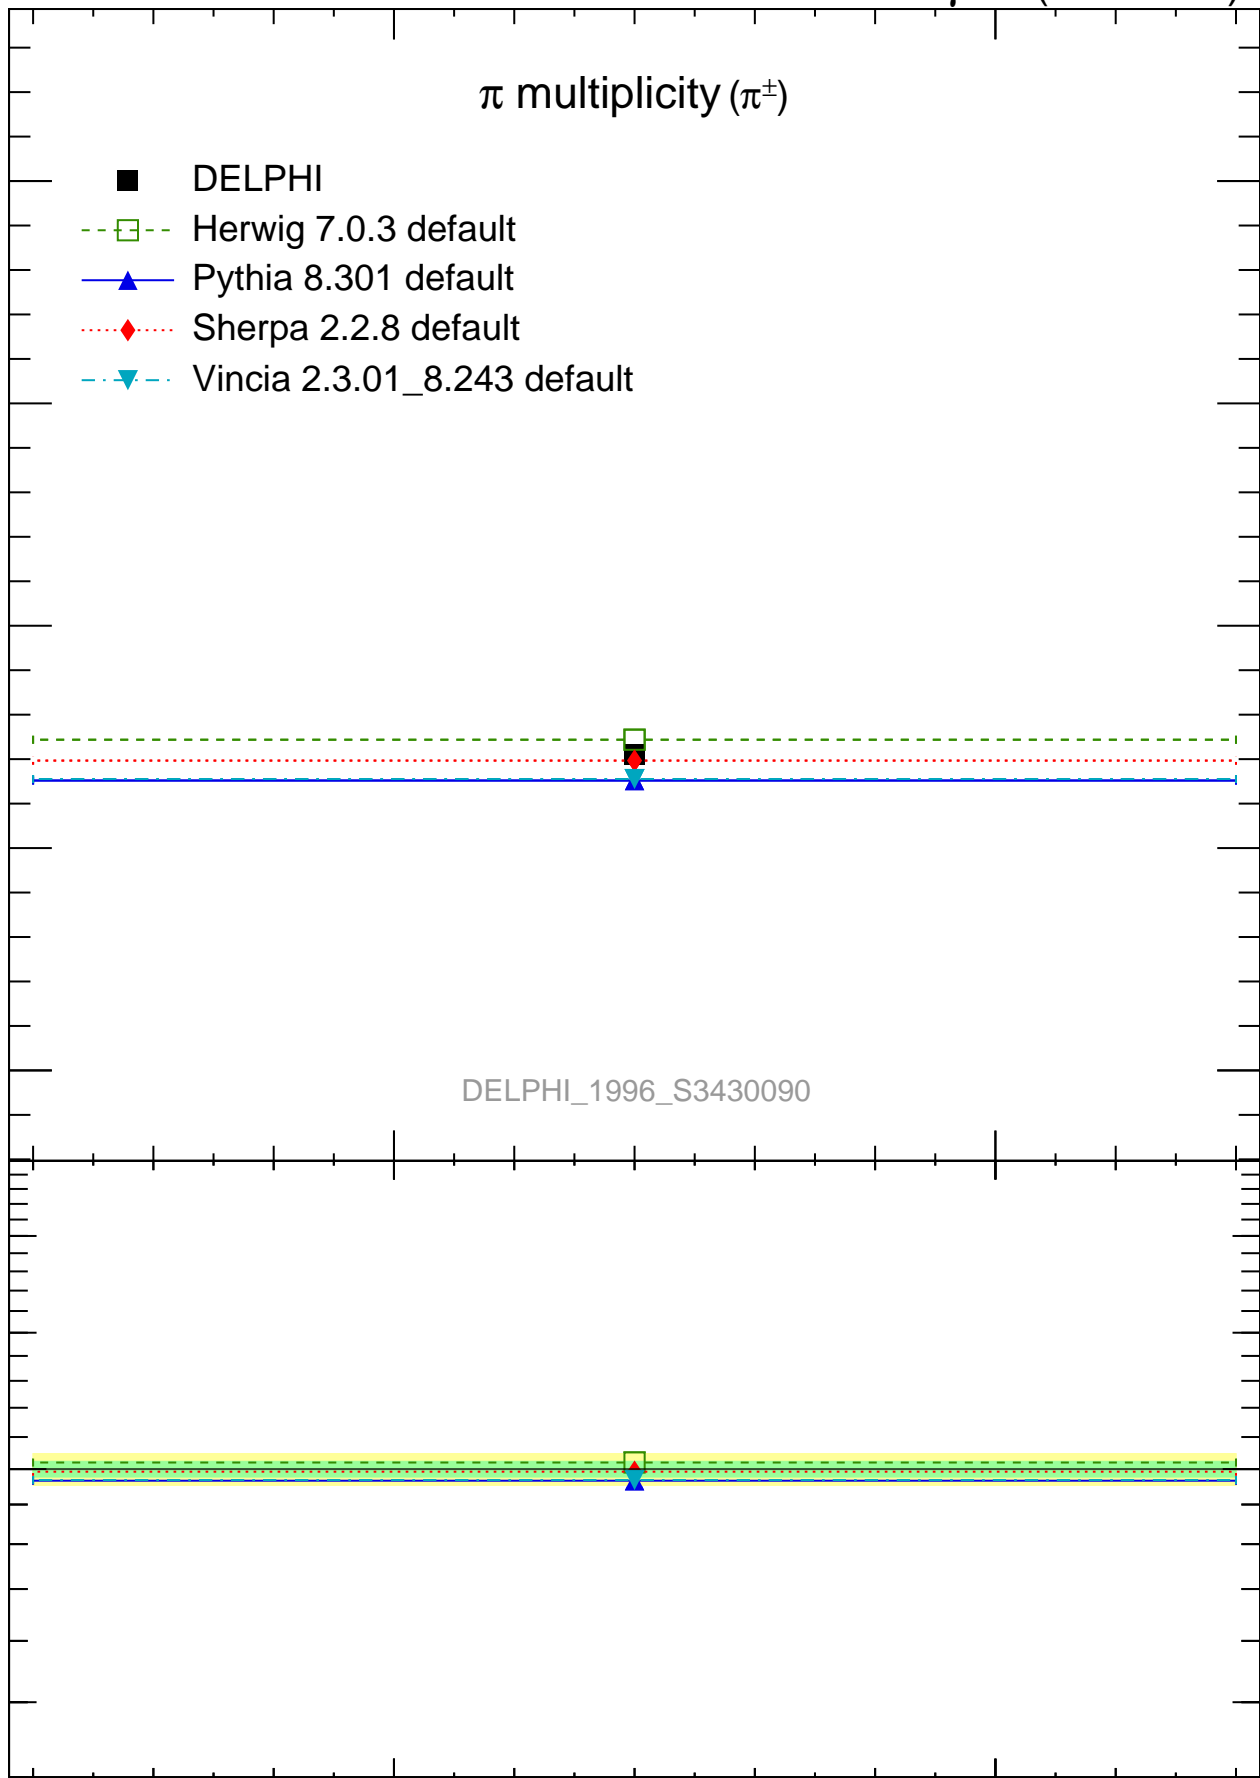 π multiplicity (π±)
DELPHI
Herwig 7.0.3 default
Pythia 8.301 default
Sherpa 2.2.8 default
Vincia 2.3.01_8.243 default
DELPHI_1996_S3430090